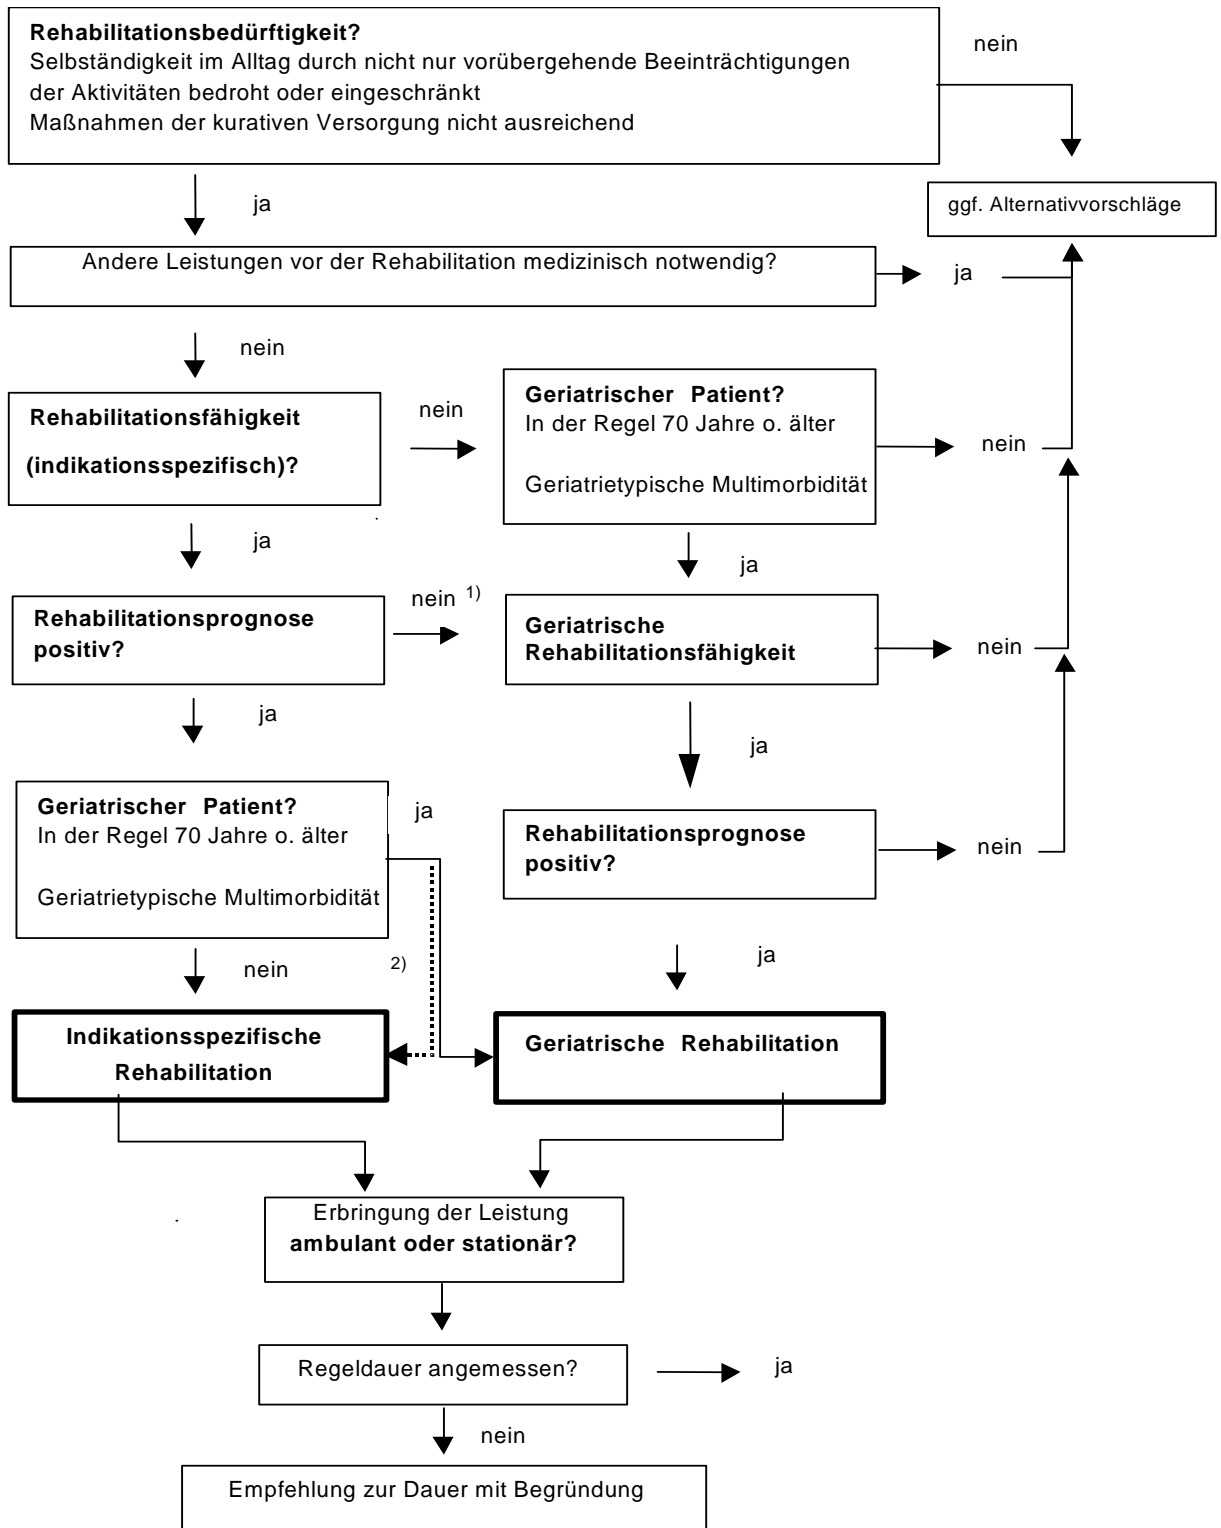 Rehabilitationsbedürftigkeit?
Selbständigkeit im Alltag durch nicht nur vorübergehende Beeinträchtigungen
der Aktivitäten bedroht oder eingeschränkt
Maßnahmen der kurativen Versorgung nicht ausreichend
nein
ja
ggf. Alternativvorschläge
Andere Leistungen vor der Rehabilitation medizinisch notwendig?
ja
nein
Rehabilitationsfähigkeit
(indikationsspezifisch)?
nein
Geriatrischer Patient?
In der Regel 70 Jahre o. älter
Geriatrietypische Multimorbidität
nein
ja
ja
Rehabilitationsprognose
positiv?
nein 1)
Geriatrische
Rehabilitationsfähigkeit
nein
ja
ja
Geriatrischer Patient?
In der Regel 70 Jahre o. älter
Geriatrietypische Multimorbidität
ja
Rehabilitationsprognose
positiv?
nein
nein
2)
ja
Indikationsspezifische
Rehabilitation
Geriatrische Rehabilitation
Erbringung der Leistung
ambulant oder stationär?
Regeldauer angemessen?
ja
nein
Empfehlung zur Dauer mit Begründung